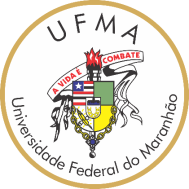 UFMA
A VIDA É COMBATE
Universidade Federal do Maranhão